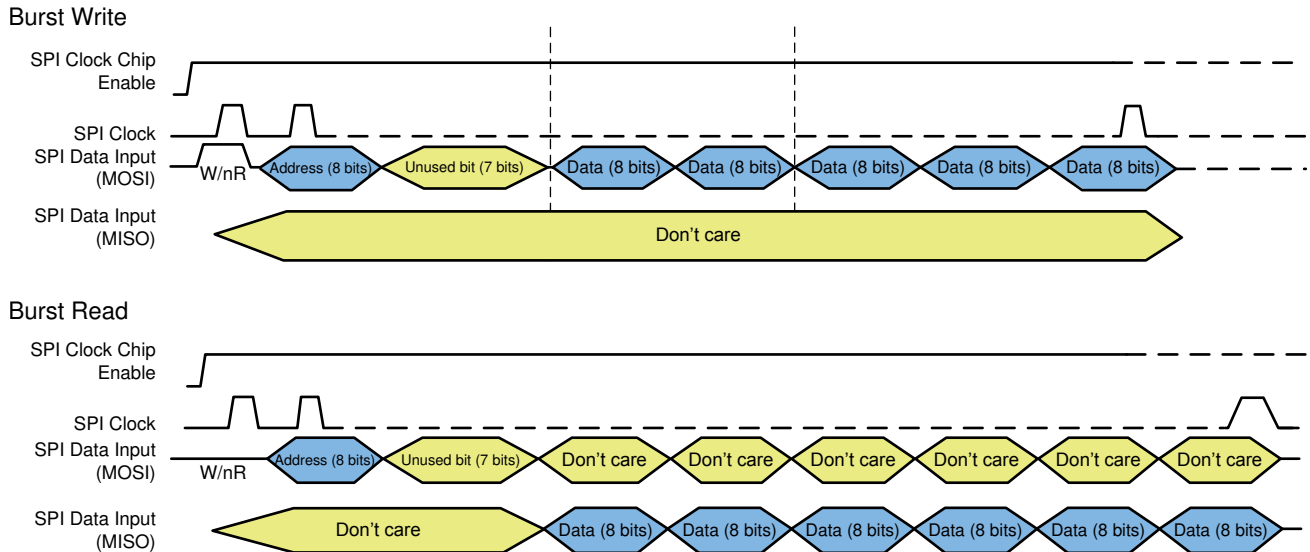 Burst Write
SPI Clock Chip
Enable
SPI Clock
SPI Data Input
(MOSI)
W/nR
Address (8 bits)
Unused bit (7 bits)
Data (8 bits)
Data (8 bits)
Data (8 bits)
Data (8 bits)
Data (8 bits)
SPI Data Input
(MISO)
Don't care
Burst Read
SPI Clock Chip
Enable
SPI Clock
SPI Data Input
(MOSI)
W/nR
Address (8 bits)
Unused bit (7 bits)
Don't care
Don't care
Don't care
Don't care
Don't care
Don't care
SPI Data Input
(MISO)
Don't care
Data (8 bits)
Data (8 bits)
Data (8 bits)
Data (8 bits)
Data (8 bits)
Data (8 bits)